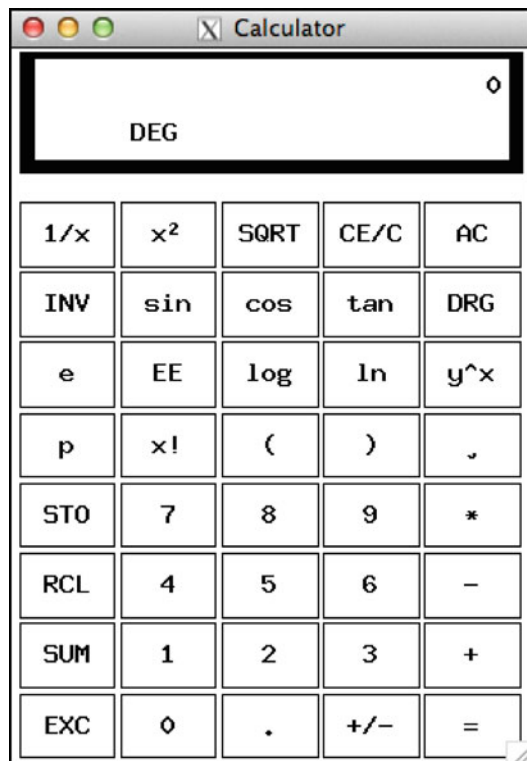 Calculator
0
DEG
1/x x² SQRT CE/C AC
INV sin cos tan DRG
e EE log ln y^x
p x! ( ) ¸
STO 7 8 9 *
RCL 4 5 6 −
SUM 1 2 3 +
EXC 0 . +/− =